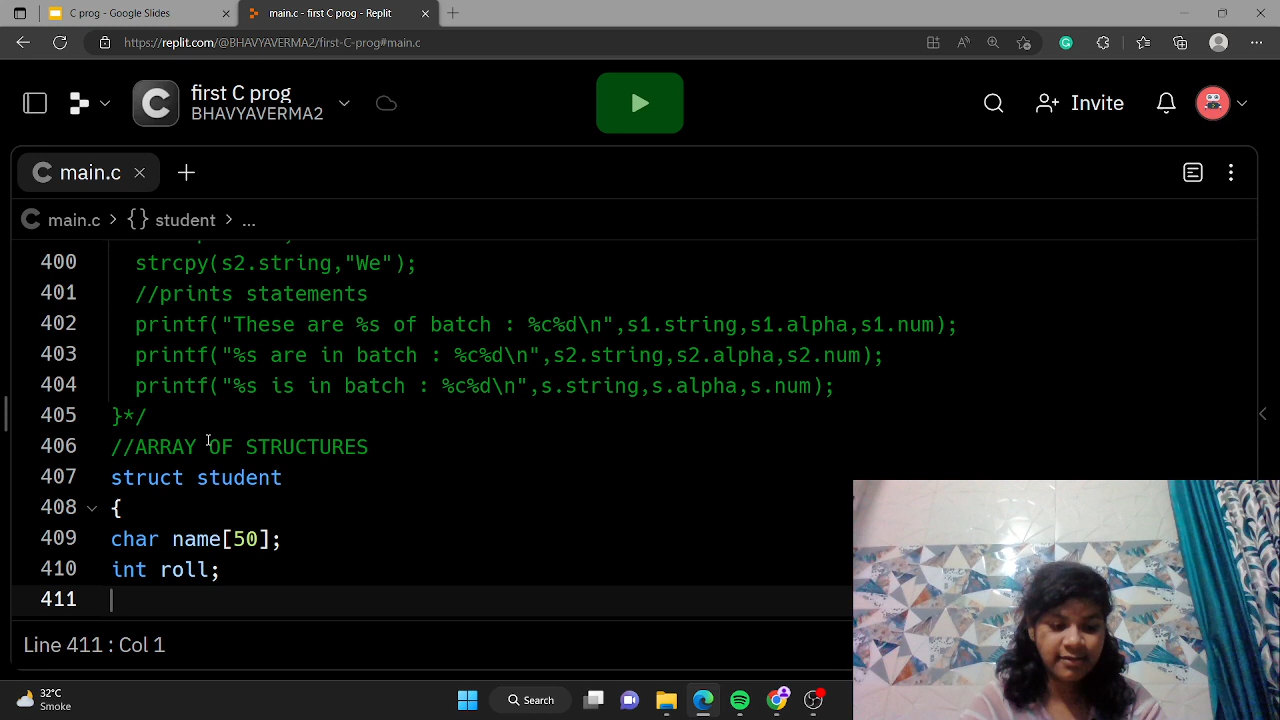 C prog - Google Slides
main.c - first C prog - Replit
https://replit.com/@BHAVYAVERMA2/first-C-prog#main.c
first C prog
BHAVYAVERMA2
Invite
main.c
main.c > {} student > ...
400 strcpy(s2.string,"We");
401 //prints statements
402 printf("These are %s of batch : %c%d\n",s1.string,s1.alpha,s1.num);
403 printf("%s are in batch : %c%d\n",s2.string,s2.alpha,s2.num);
404 printf("%s is in batch : %c%d\n",s.string,s.alpha,s.num);
405 }*/
406 //ARRAY OF STRUCTURES
407 struct student
408 {
409 char name[50];
410 int roll;
411
Line 411 : Col 1
32°C
Smoke
Search